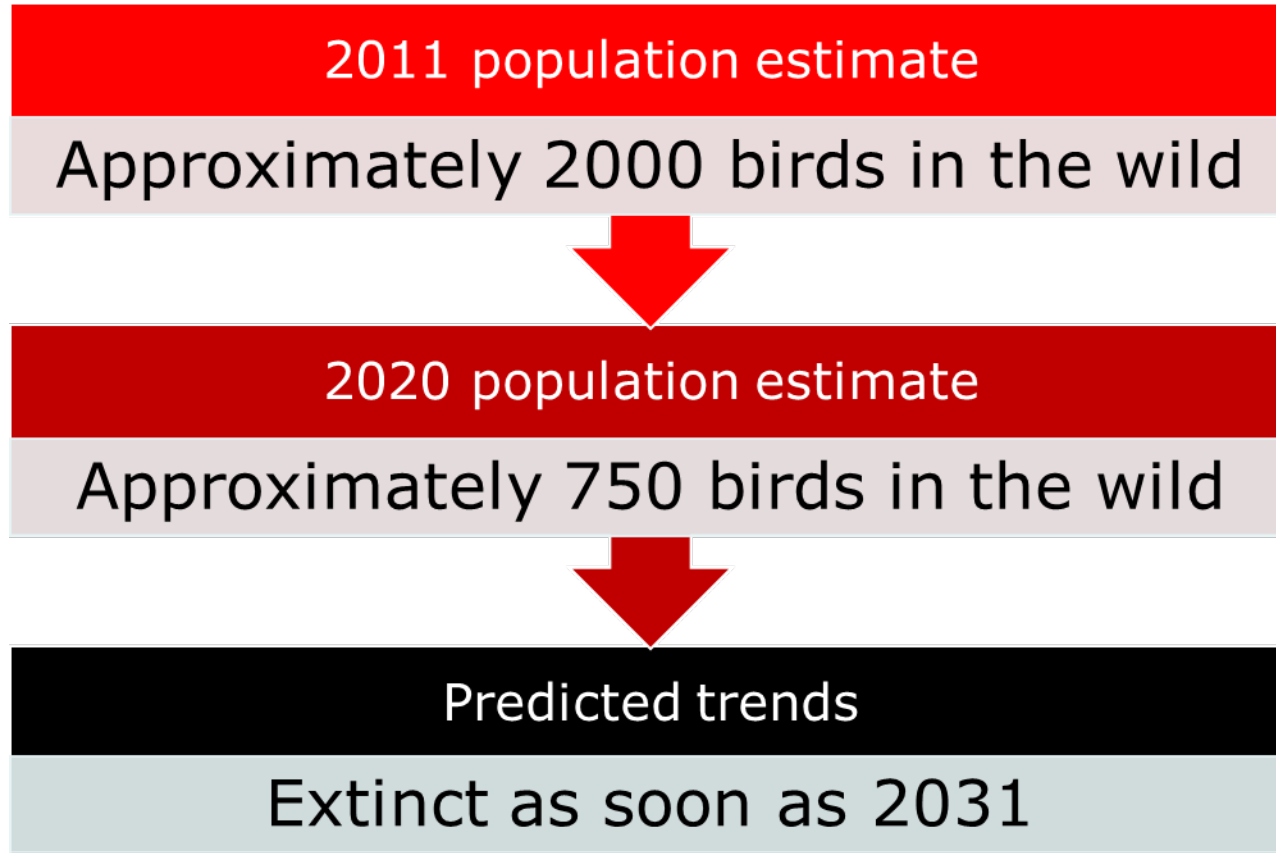 2011 population estimate
Approximately 2000 birds in the wild
2020 population estimate
Approximately 750 birds in the wild
Predicted trends
Extinct as soon as 2031